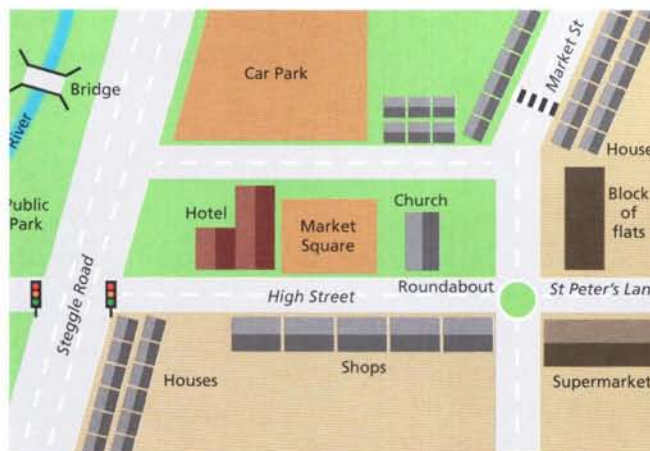 Market St
Car Park
Bridge
River
House
Public
Park
Hotel
Market
Square
Church
Block
of
flats
Steggle Road
High Street
Roundabout
St Peter's Lan
Houses
Shops
Supermarket